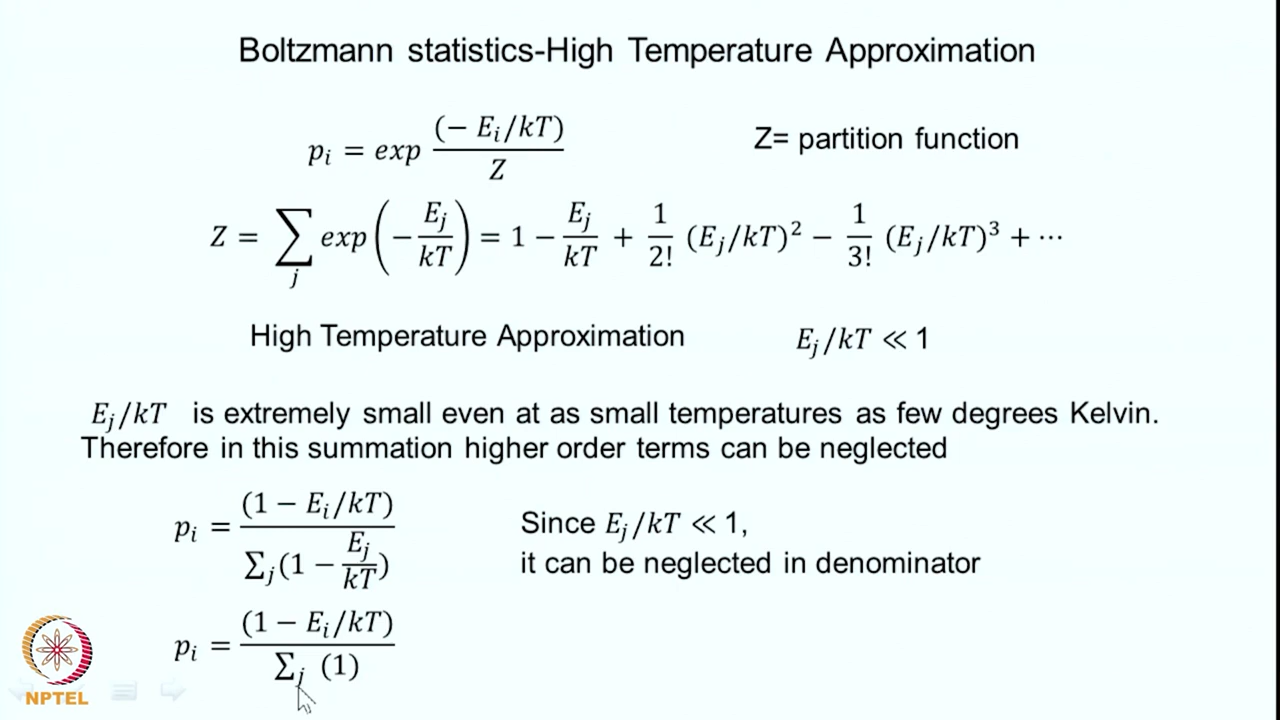 Boltzmann statistics-High Temperature Approximation
p_i = exp (− E_i/kT) / Z
Z= partition function
Z = ∑_j exp(−E_j/kT) = 1 − E_j/kT + 1/2! (E_j/kT)² − 1/3! (E_j/kT)³ + ⋯
High Temperature Approximation E_j/kT ≪ 1
E_j/kT is extremely small even at as small temperatures as few degrees Kelvin.
Therefore in this summation higher order terms can be neglected
p_i = (1 − E_i/kT) / ∑_j(1 − E_j/kT)
Since E_j/kT ≪ 1,
it can be neglected in denominator
p_i = (1 − E_i/kT) / ∑_j (1)
NPTEL